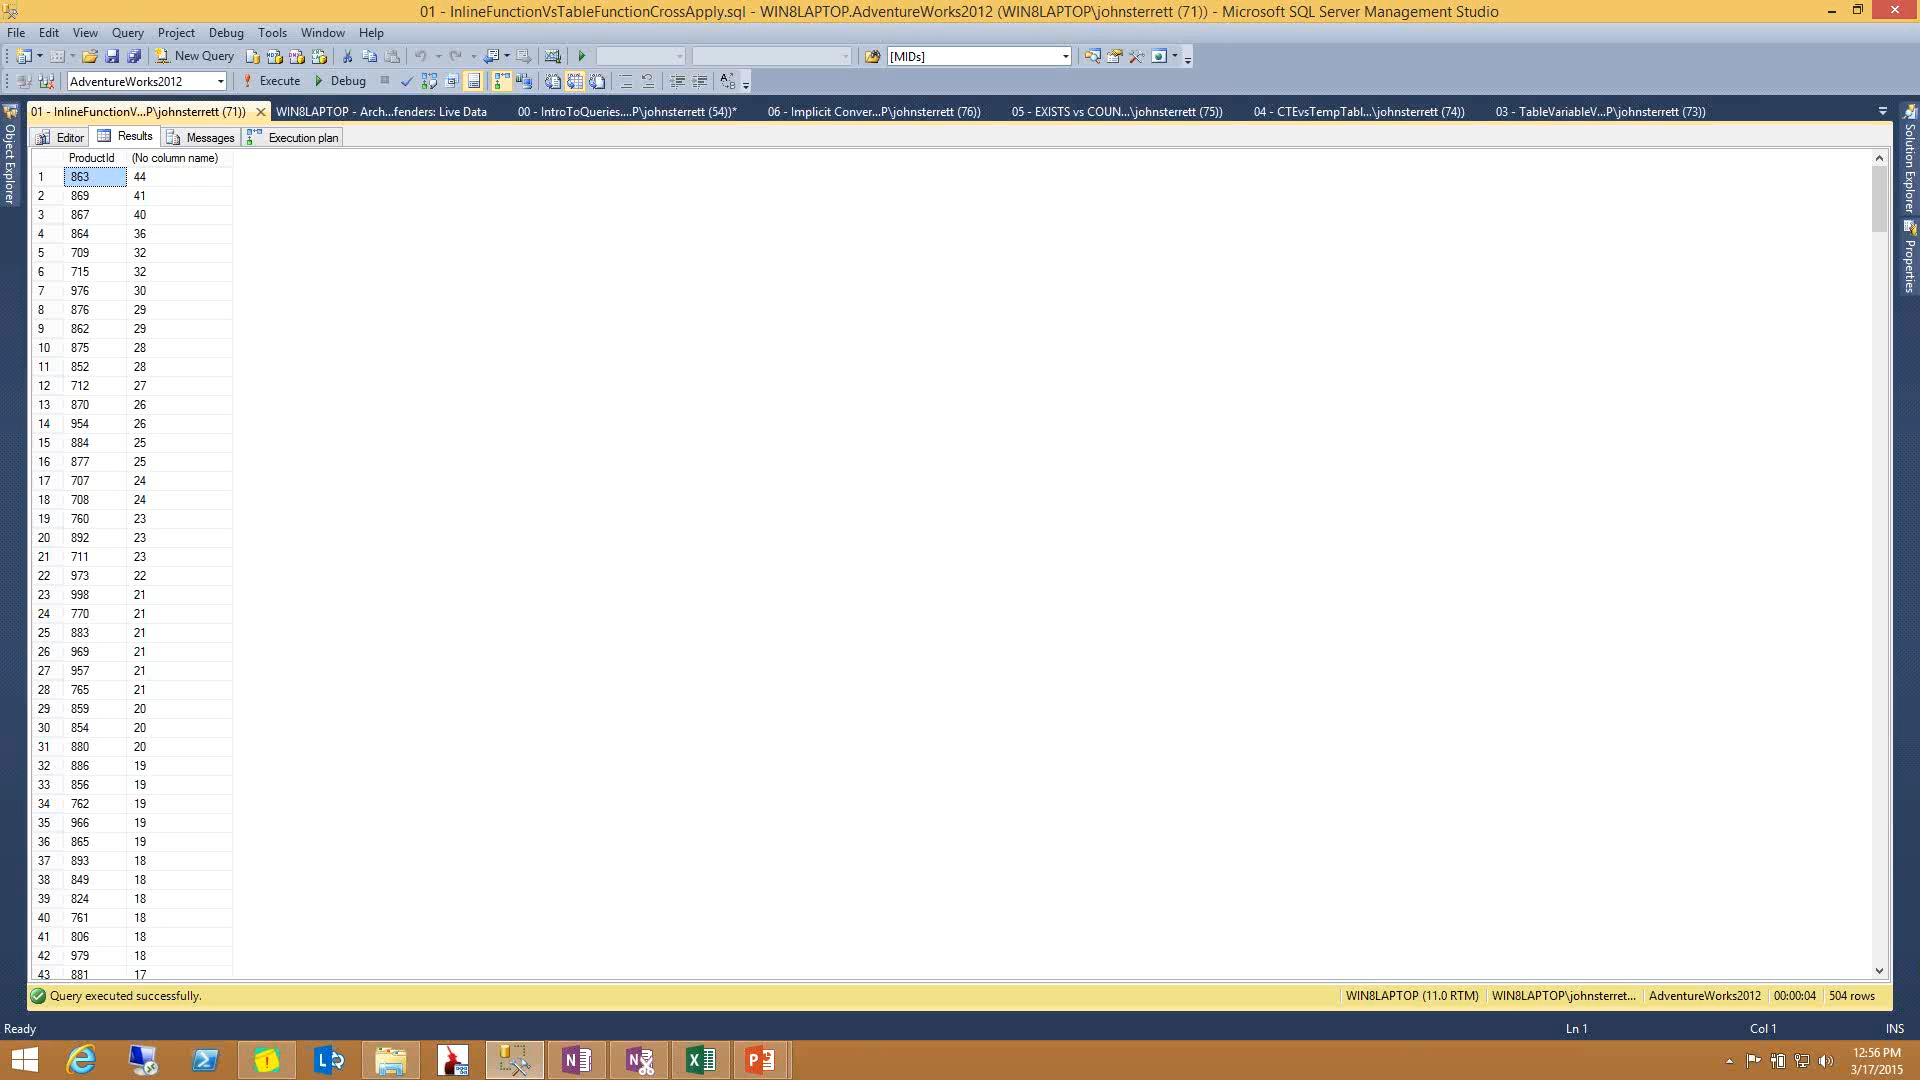 01 - InlineFunctionVsTableFunctionCrossApply.sql - WIN8LAPTOP.AdventureWorks2012 (WIN8LAPTOP\johnsterrett (71)) - Microsoft SQL Server Management Studio
File Edit View Query Project Debug Tools Window Help
New Query [MIDs]
AdventureWorks2012 Execute Debug
01 - InlineFunctionV...P\johnsterrett (71)) WIN8LAPTOP - Arch...fenders: Live Data 00 - IntroToQueries....P\johnsterrett (54))* 06 - Implicit Conver...P\johnsterrett (76)) 05 - EXISTS vs COUN...\johnsterrett (75)) 04 - CTEvsTempTabl...\johnsterrett (74)) 03 - TableVariableV...P\johnsterrett (73))
Object Explorer
Solution Explorer
Properties
Editor Results Messages Execution plan
ProductId (No column name)
1 863 44
2 869 41
3 867 40
4 864 36
5 709 32
6 715 32
7 976 30
8 876 29
9 862 29
10 875 28
11 852 28
12 712 27
13 870 26
14 954 26
15 884 25
16 877 25
17 707 24
18 708 24
19 760 23
20 892 23
21 711 23
22 973 22
23 998 21
24 770 21
25 883 21
26 969 21
27 957 21
28 765 21
29 859 20
30 854 20
31 880 20
32 886 19
33 856 19
34 762 19
35 966 19
36 865 19
37 893 18
38 849 18
39 824 18
40 761 18
41 806 18
42 979 18
43 881 17
Query executed successfully. WIN8LAPTOP (11.0 RTM) WIN8LAPTOP\johnsterret... AdventureWorks2012 00:00:04 504 rows
Ready Ln 1 Col 1 INS
12:56 PM
3/17/2015